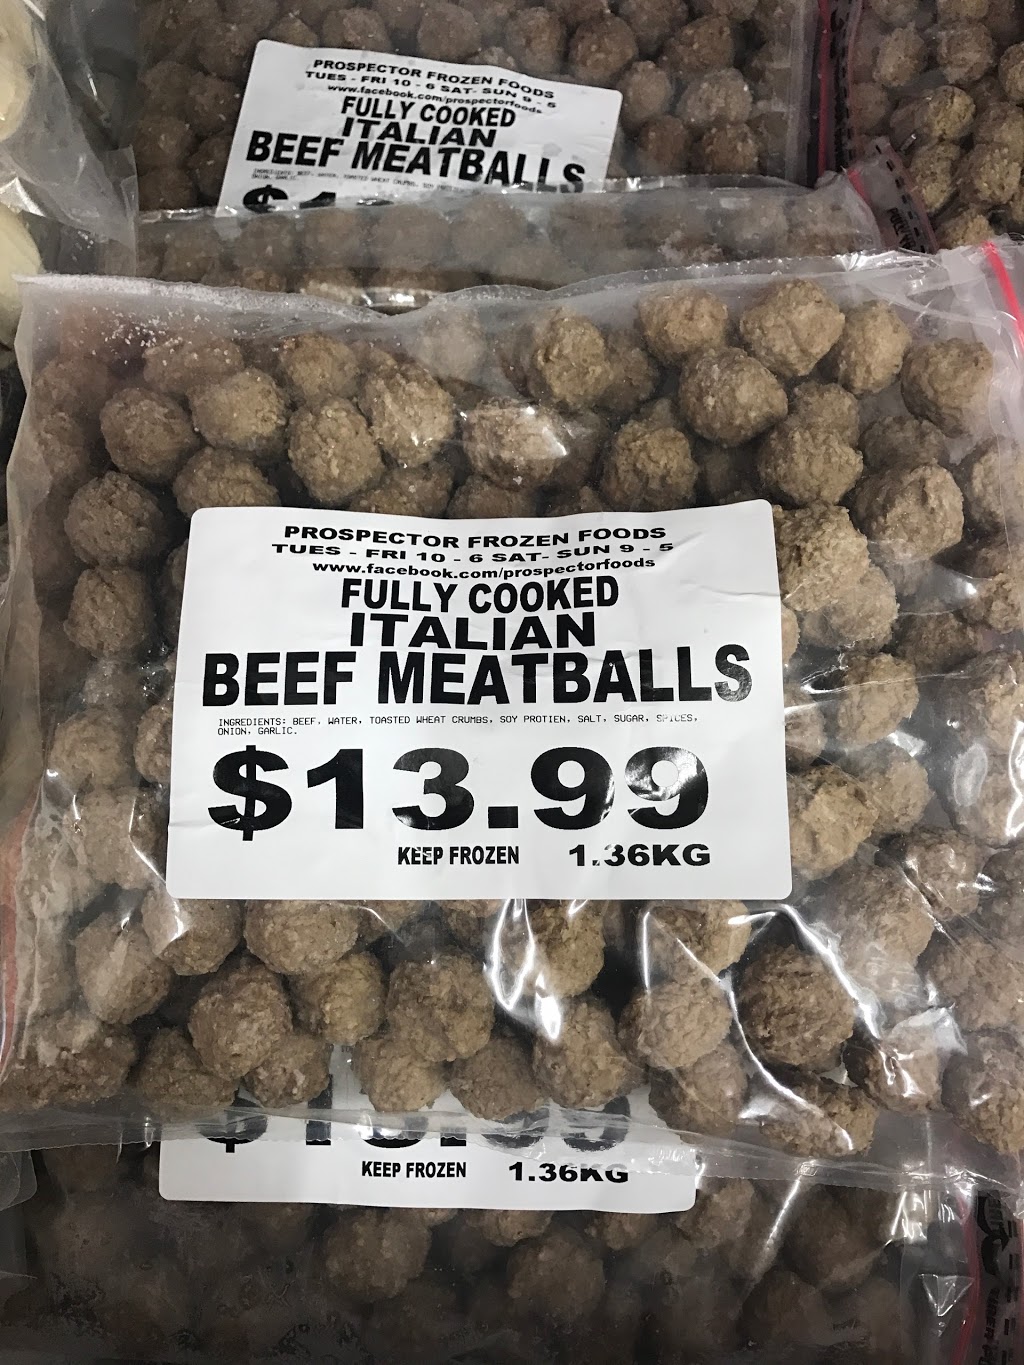 PROSPECTOR FROZEN FOODS
TUES - FRI 10 - 6 SAT- SUN 9 - 5
www.facebook.com/prospectorfoods
FULLY COOKED
ITALIAN
BEEF MEATBALLS
PROSPECTOR FROZEN FOODS
TUES - FRI 10 - 6 SAT- SUN 9 - 5
www.facebook.com/prospectorfoods
FULLY COOKED
ITALIAN
BEEF MEATBALLS
INGREDIENTS: BEEF, WATER, TOASTED WHEAT CRUMBS, SOY PROTIEN, SALT, SUGAR, SPICES,
ONION, GARLIC.
$13.99
KEEP FROZEN 1.36KG
KEEP FROZEN 1.36KG